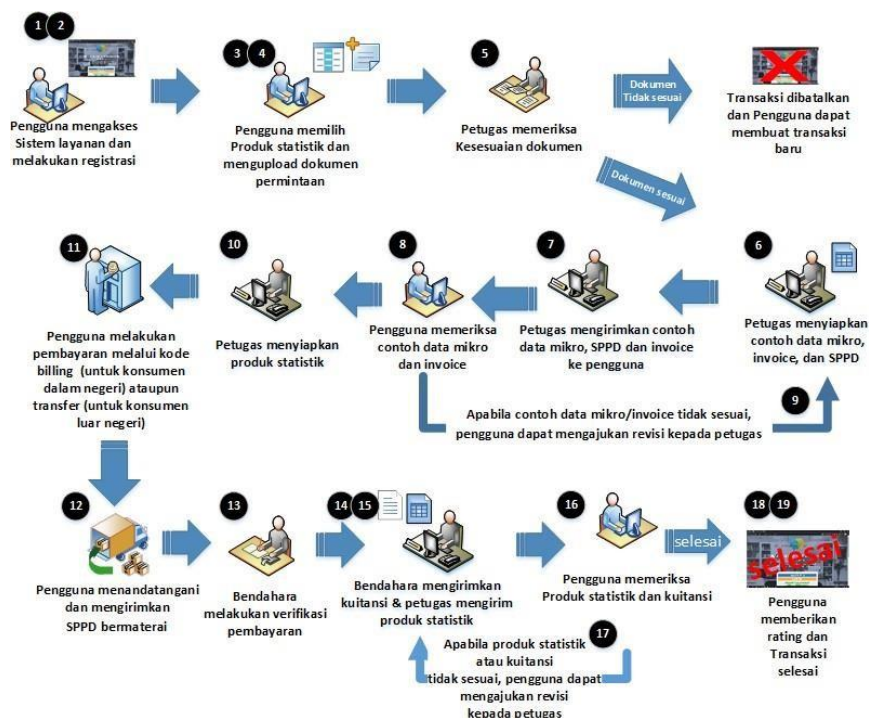 1 2
Pengguna mengakses
Sistem layanan dan
melakukan registrasi
3 4
Pengguna memilih
Produk statistik dan
mengupload dokumen
permintaan
5
Petugas memeriksa
Kesesuaian dokumen
Dokumen
Tidak sesuai
Transaksi dibatalkan
dan Pengguna dapat
membuat transaksi
baru
Dokumen sesuai
6
Petugas menyiapkan
contoh data mikro,
invoice, dan SPPD
7
Petugas mengirimkan contoh
data mikro, SPPD dan invoice
ke pengguna
8
Pengguna memeriksa
contoh data mikro
dan invoice
9
Apabila contoh data mikro/invoice tidak sesuai,
pengguna dapat mengajukan revisi kepada petugas
10
Petugas menyiapkan
produk statistik
11
Pengguna melakukan
pembayaran melalui kode
billing (untuk konsumen
dalam negeri) ataupun
transfer (untuk konsumen
luar negeri)
12
Pengguna menandatangani
dan mengirimkan
SPPD bermaterai
13
Bendahara
melakukan verifikasi
pembayaran
14 15
Bendahara mengirimkan
kuitansi & petugas mengirim
produk statistik
16
Pengguna memeriksa
Produk statistik dan kuitansi
17
Apabila produk statistik
atau kuitansi
tidak sesuai, pengguna dapat
mengajukan revisi
kepada petugas
selesai
18 19
selesai
Pengguna
memberikan
rating dan
Transaksi
selesai